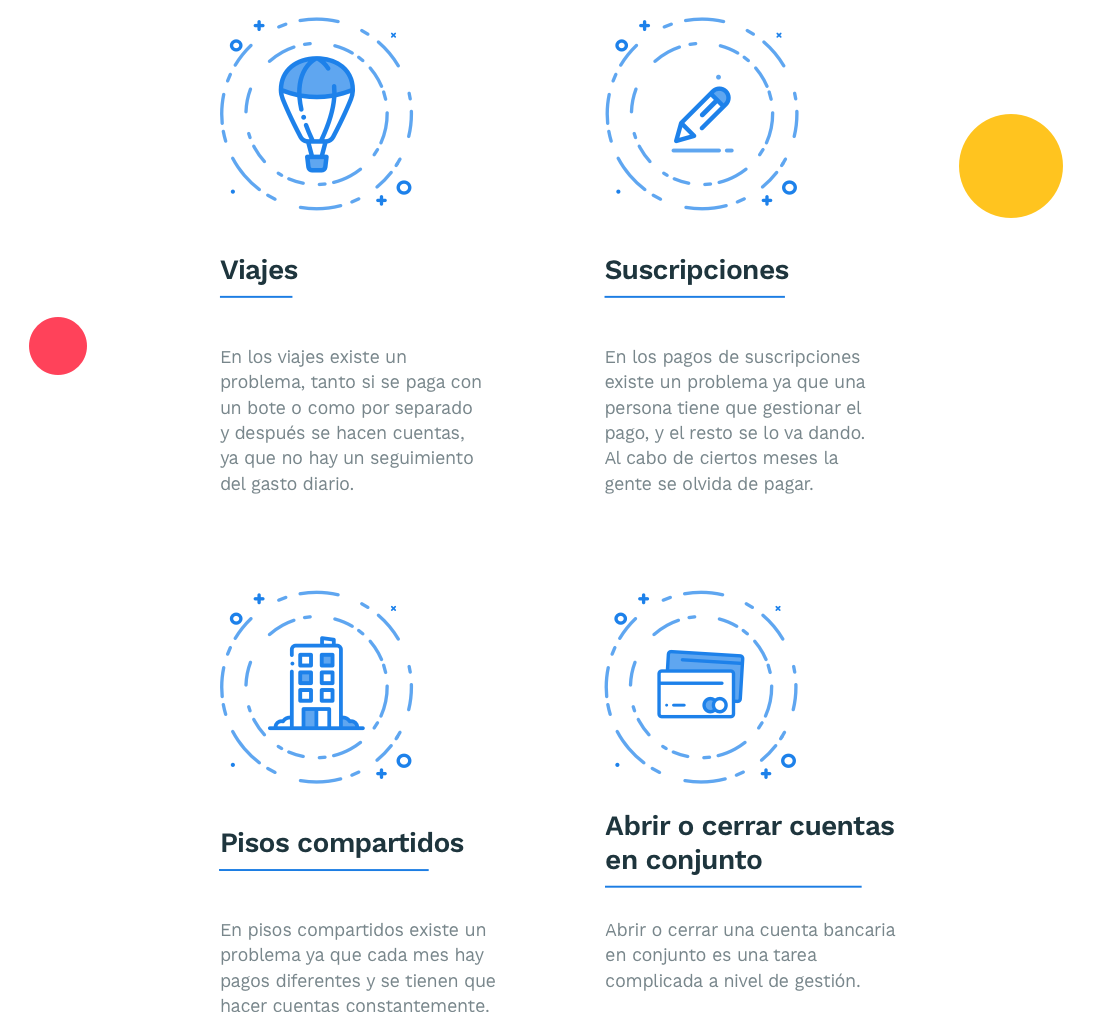 Viajes
En los viajes existe un
problema, tanto si se paga con
un bote o como por separado
y después se hacen cuentas,
ya que no hay un seguimiento
del gasto diario.
Suscripciones
En los pagos de suscripciones
existe un problema ya que una
persona tiene que gestionar el
pago, y el resto se lo va dando.
Al cabo de ciertos meses la
gente se olvida de pagar.
Pisos compartidos
En pisos compartidos existe un
problema ya que cada mes hay
pagos diferentes y se tienen que
hacer cuentas constantemente.
Abrir o cerrar cuentas
en conjunto
Abrir o cerrar una cuenta bancaria
en conjunto es una tarea
complicada a nivel de gestión.